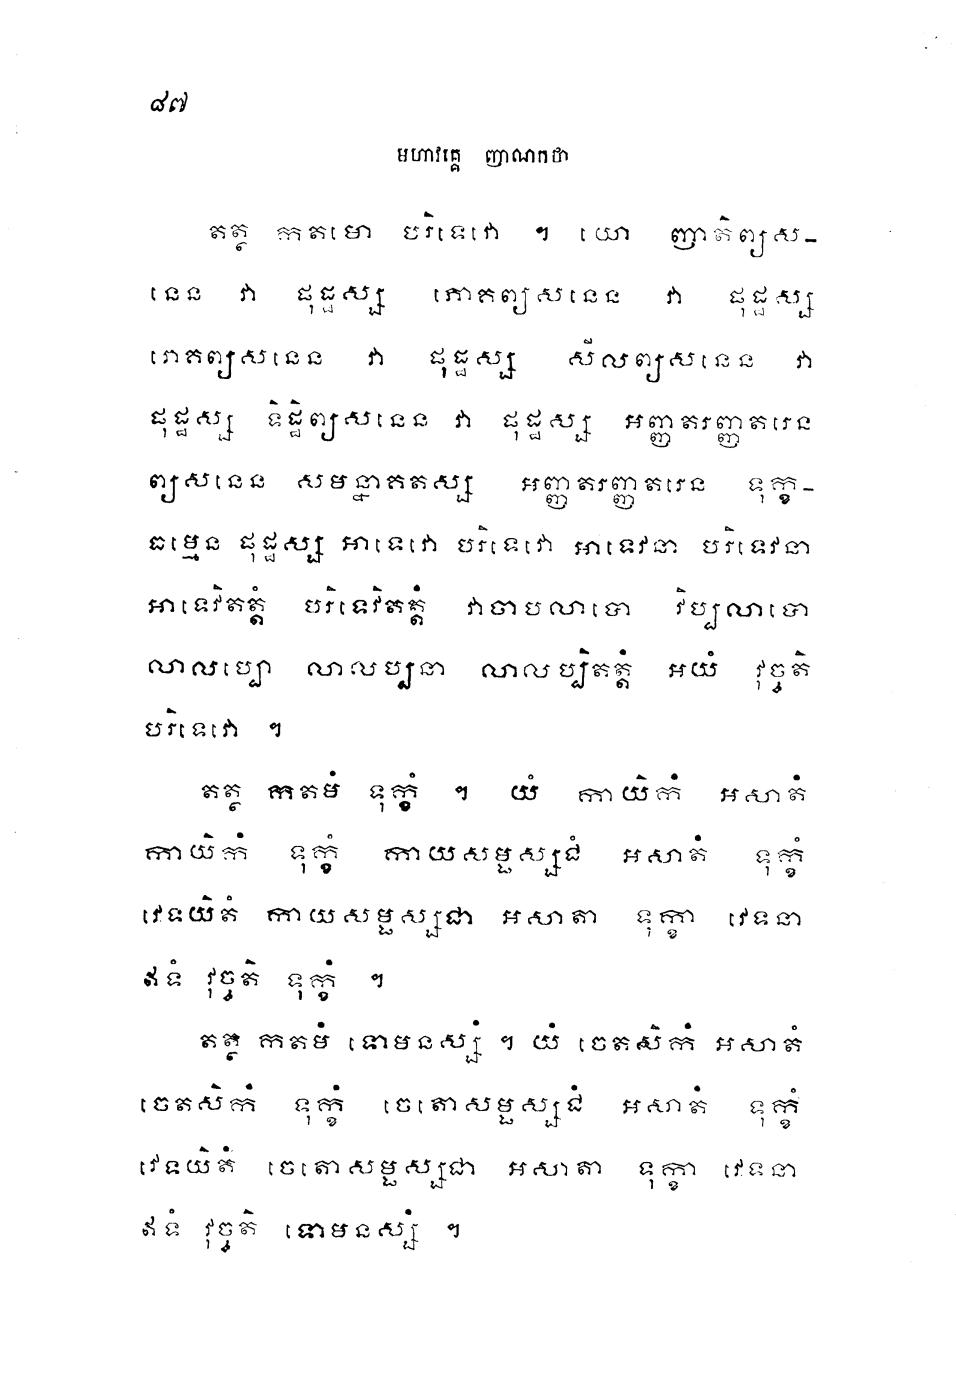 ៨៧
មហាវគ្គេ ញាណកថា
តត្ថ កតមោ បរិទេវោ ។ យោ ញាតិព្យស-
នេន វា ផុដ្ឋស្ស ភោគព្យសនេន វា ផុដ្ឋស្ស
រោគព្យសនេន វា ផុដ្ឋស្ស សីលព្យសនេន វា
ផុដ្ឋស្ស ទិដ្ឋិព្យសនេន វា ផុដ្ឋស្ស អញ្ញតរញ្ញតរេន
ព្យសនេន សមន្នាគតស្ស អញ្ញតរញ្ញតរេន ទុក្ខ-
ធម្មេន ផុដ្ឋស្ស អាទេវោ បរិទេវោ អាទេវនា បរិទេវនា
អាទេវិតត្តំ បរិទេវិតត្តំ វាចាបលាបោ វិប្បលាបោ
លាលប្បោ លាលប្បនា លាលប្បិតត្តំ អយំ វុច្ចតិ
បរិទេវោ ។
តត្ថ កតមំ ទុក្ខំ ។ យំ កាយិកំ អសាតំ
កាយិកំ ទុក្ខំ កាយសម្ផស្សជំ អសាតំ ទុក្ខំ
វេទយិតំ កាយសម្ផស្សជា អសាតា ទុក្ខា វេទនា
ឥទំ វុច្ចតិ ទុក្ខំ ។
តត្ថ កតមំ ទោមនស្សំ ។ យំ ចេតសិកំ អសាតំ
ចេតសិកំ ទុក្ខំ ចេតោសម្ផស្សជំ អសាតំ ទុក្ខំ
វេទយិតំ ចេតោសម្ផស្សជា អសាតា ទុក្ខា វេទនា
ឥទំ វុច្ចតិ ទោមនស្សំ ។